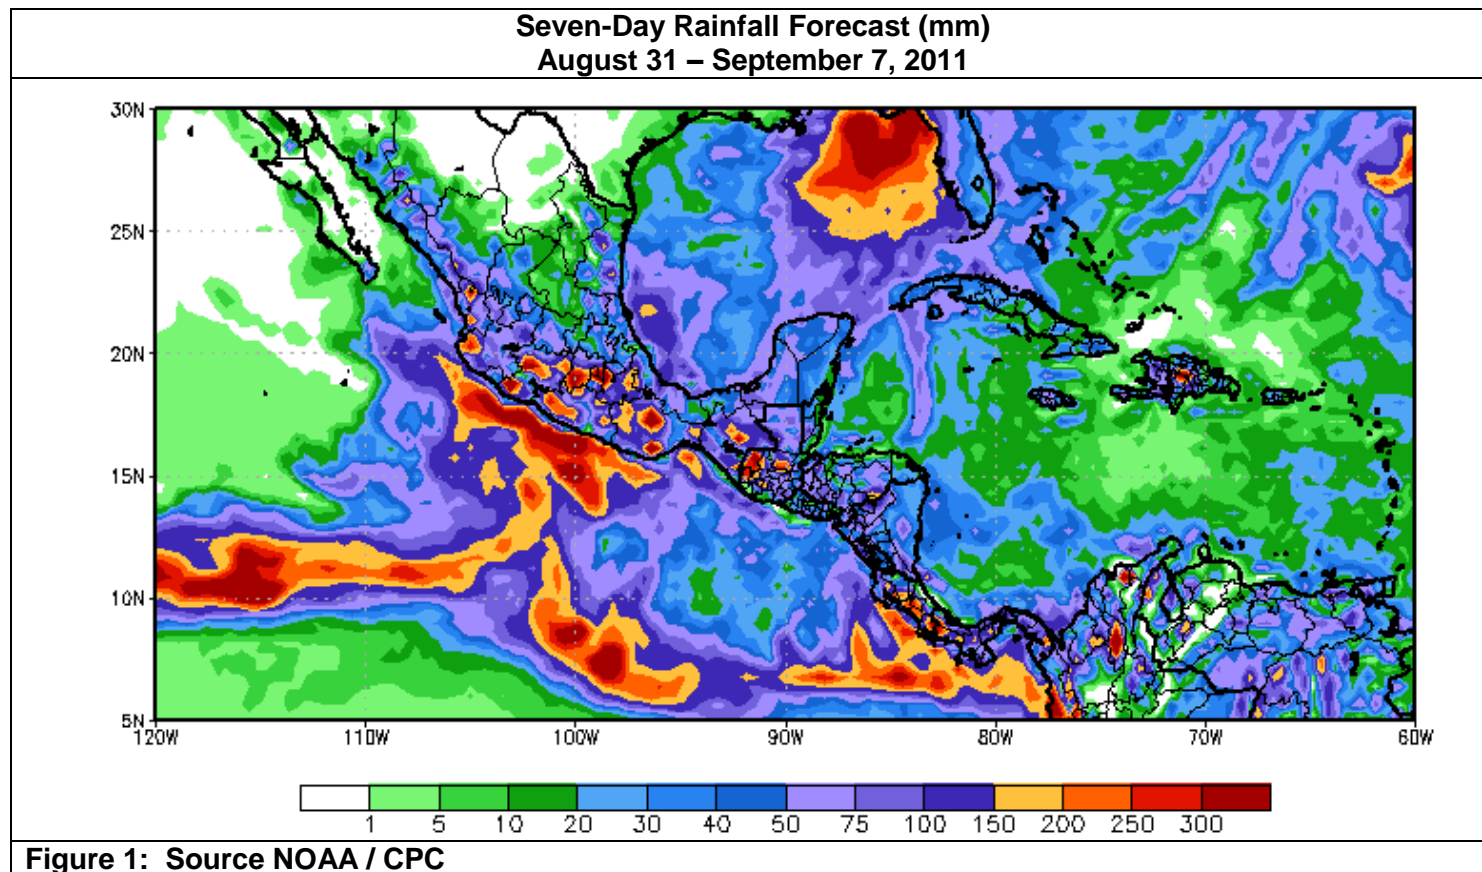 Seven-Day Rainfall Forecast (mm)
August 31 – September 7, 2011
30N
25N
20N
15N
10N
5N
120W 110W 100W 90W 80W 70W 60W
1 5 10 20 30 40 50 75 100 150 200 250 300
Figure 1: Source NOAA / CPC